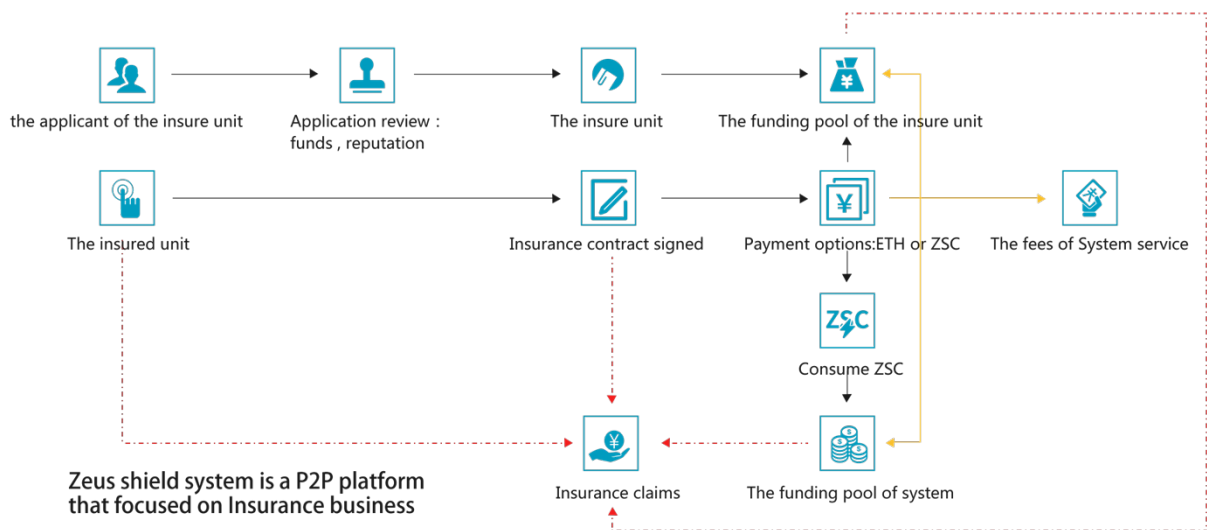 the applicant of the insure unit
Application review :
funds , reputation
The insure unit
The funding pool of the insure unit
The insured unit
Insurance contract signed
Payment options:ETH or ZSC
The fees of System service
ZSC
Consume ZSC
Insurance claims
The funding pool of system
Zeus shield system is a P2P platform
that focused on Insurance business